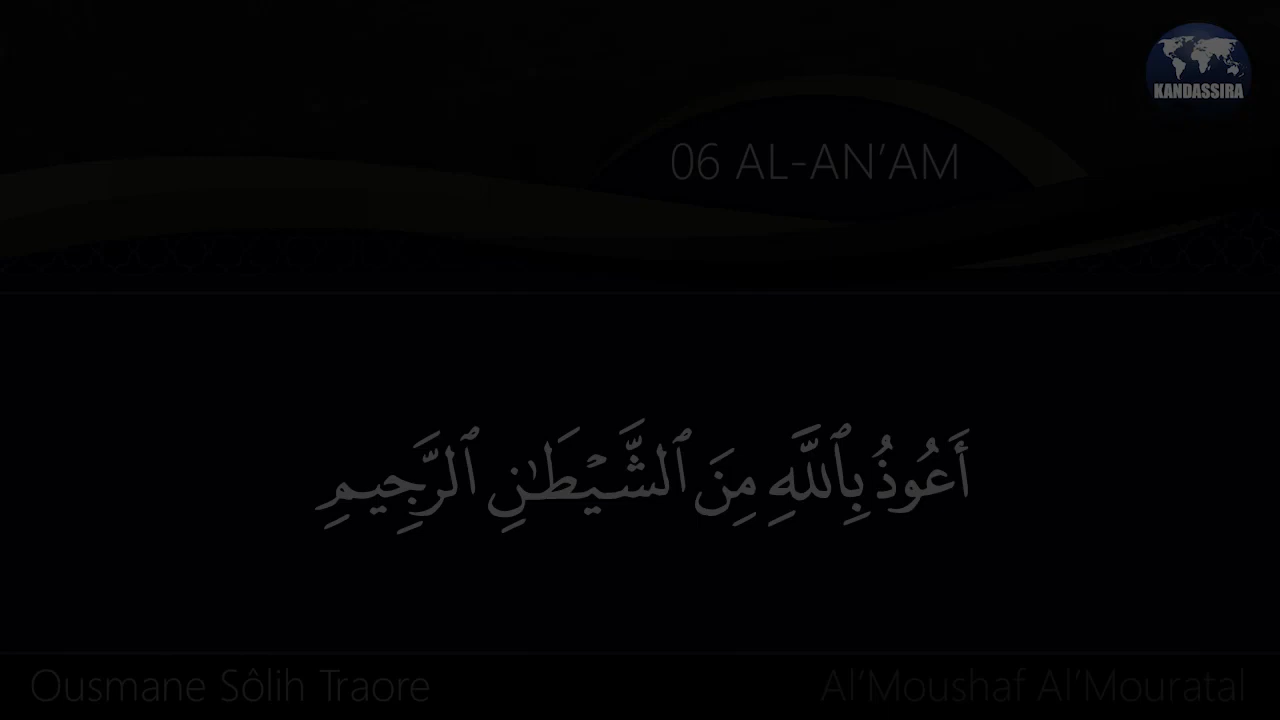 KANDASSIRA
06 AL-AN’AM
أَعُوذُ بِٱللَّهِ مِنَ ٱلشَّيْطَـٰنِ ٱلرَّجِيمِ
Ousmane Sôlih Traore
Al’Moushaf Al’Mouratal